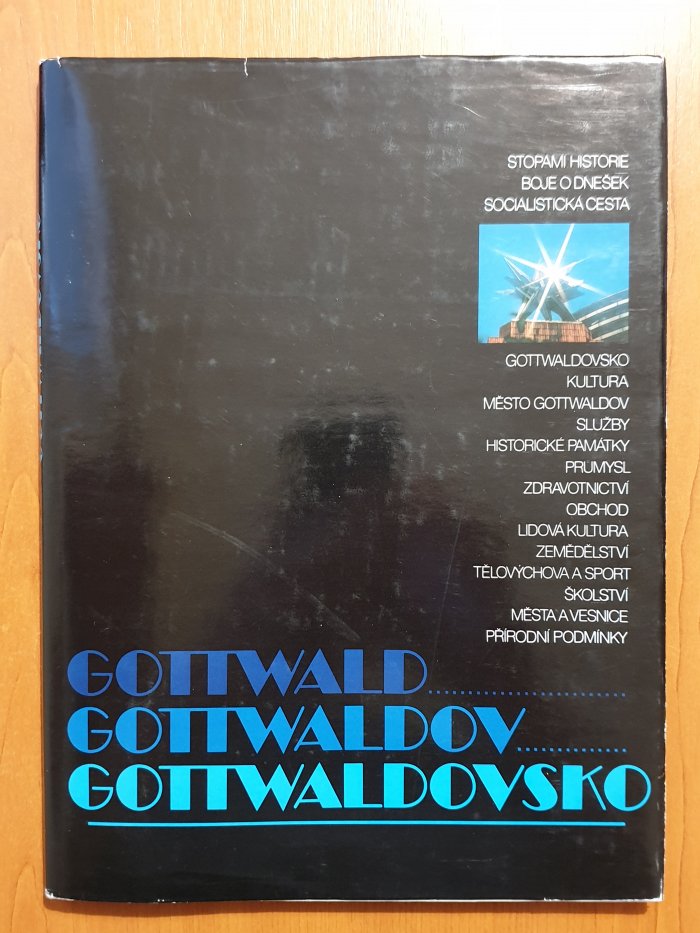 STOPAMI HISTORIE
BOJE O DNEŠEK
SOCIALISTICKÁ CESTA
GOTTWALDOVSKO
KULTURA
MĚSTO GOTTWALDOV
SLUŽBY
HISTORICKÉ PAMÁTKY
PRUMYSL
ZDRAVOTNICTVÍ
OBCHOD
LIDOVÁ KULTURA
ZEMĚDĚLSTVÍ
TĚLOVÝCHOVA A SPORT
ŠKOLSTVÍ
MĚSTA A VESNICE
PŘÍRODNÍ PODMÍNKY
GOTTWALD
GOTTWALDOV
GOTTWALDOVSKO